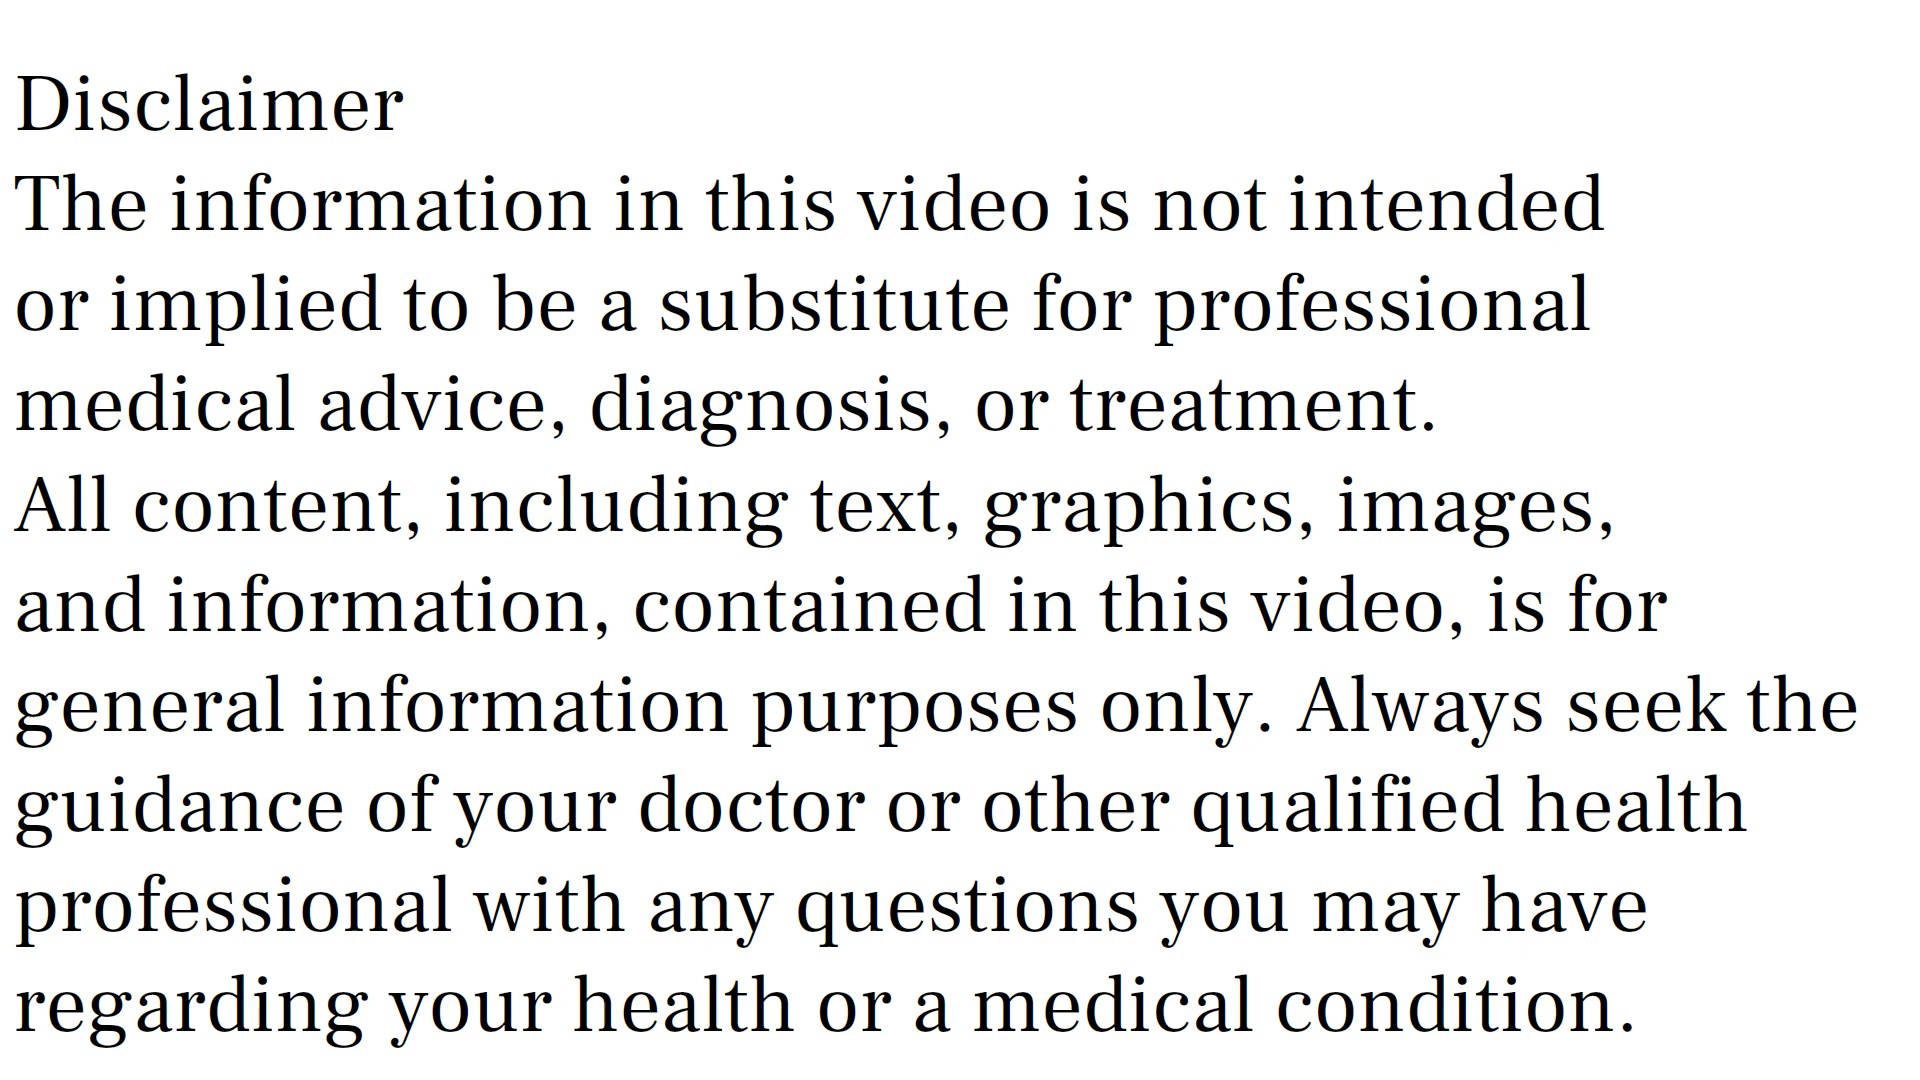 Disclaimer
The information in this video is not intended
or implied to be a substitute for professional
medical advice, diagnosis, or treatment.
All content, including text, graphics, images,
and information, contained in this video, is for
general information purposes only. Always seek the
guidance of your doctor or other qualified health
professional with any questions you may have
regarding your health or a medical condition.